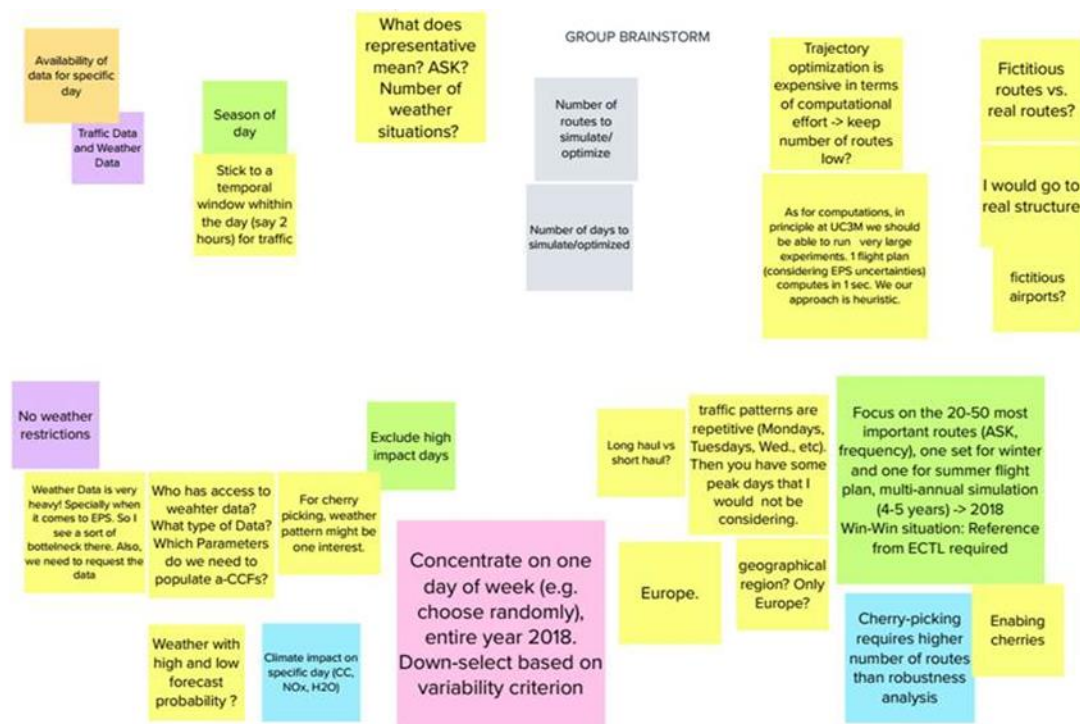 GROUP BRAINSTORM
Availability of
data for specific
day
Traffic Data
and Weather
Data
Season of
day
Stick to a
temporal
window whithin
the day (say 2
hours) for traffic
What does
representative
mean? ASK?
Number of
weather
situations?
Number of
routes to
simulate/
optimize
Number of days to
simulate/optimized
Trajectory
optimization is
expensive in terms
of computational
effort -> keep
number of routes
low?
As for computations, in
principle at UC3M we should
be able to run very large
experiments. 1 flight plan
(considering EPS uncertainties)
computes in 1 sec. We our
approach is heuristic.
Fictitious
routes vs.
real routes?
I would go to
real structure
fictitious
airports?
No weather
restrictions
Weather Data is very
heavy! Specially when
it comes to EPS. So I
see a sort of
bottelneck there. Also,
we need to request the
data
Who has access to
weahter data?
What type of Data?
Which Parameters
do we need to
populate a-CCFs?
For cherry
picking, weather
pattern might be
one interest.
Exclude high
impact days
Weather with
high and low
forecast
probability ?
Climate impact on
specific day (CC,
NOx, H2O)
Concentrate on one
day of week (e.g.
choose randomly),
entire year 2018.
Down-select based on
variability criterion
Long haul vs
short haul?
traffic patterns are
repetitive (Mondays,
Tuesdays, Wed., etc).
Then you have some
peak days that I
would not be
considering.
Europe.
geographical
region? Only
Europe?
Focus on the 20-50 most
important routes (ASK,
frequency), one set for winter
and one for summer flight
plan, multi-annual simulation
(4-5 years) -> 2018
Win-Win situation: Reference
from ECTL required
Cherry-picking
requires higher
number of routes
than robustness
analysis
Enabing
cherries